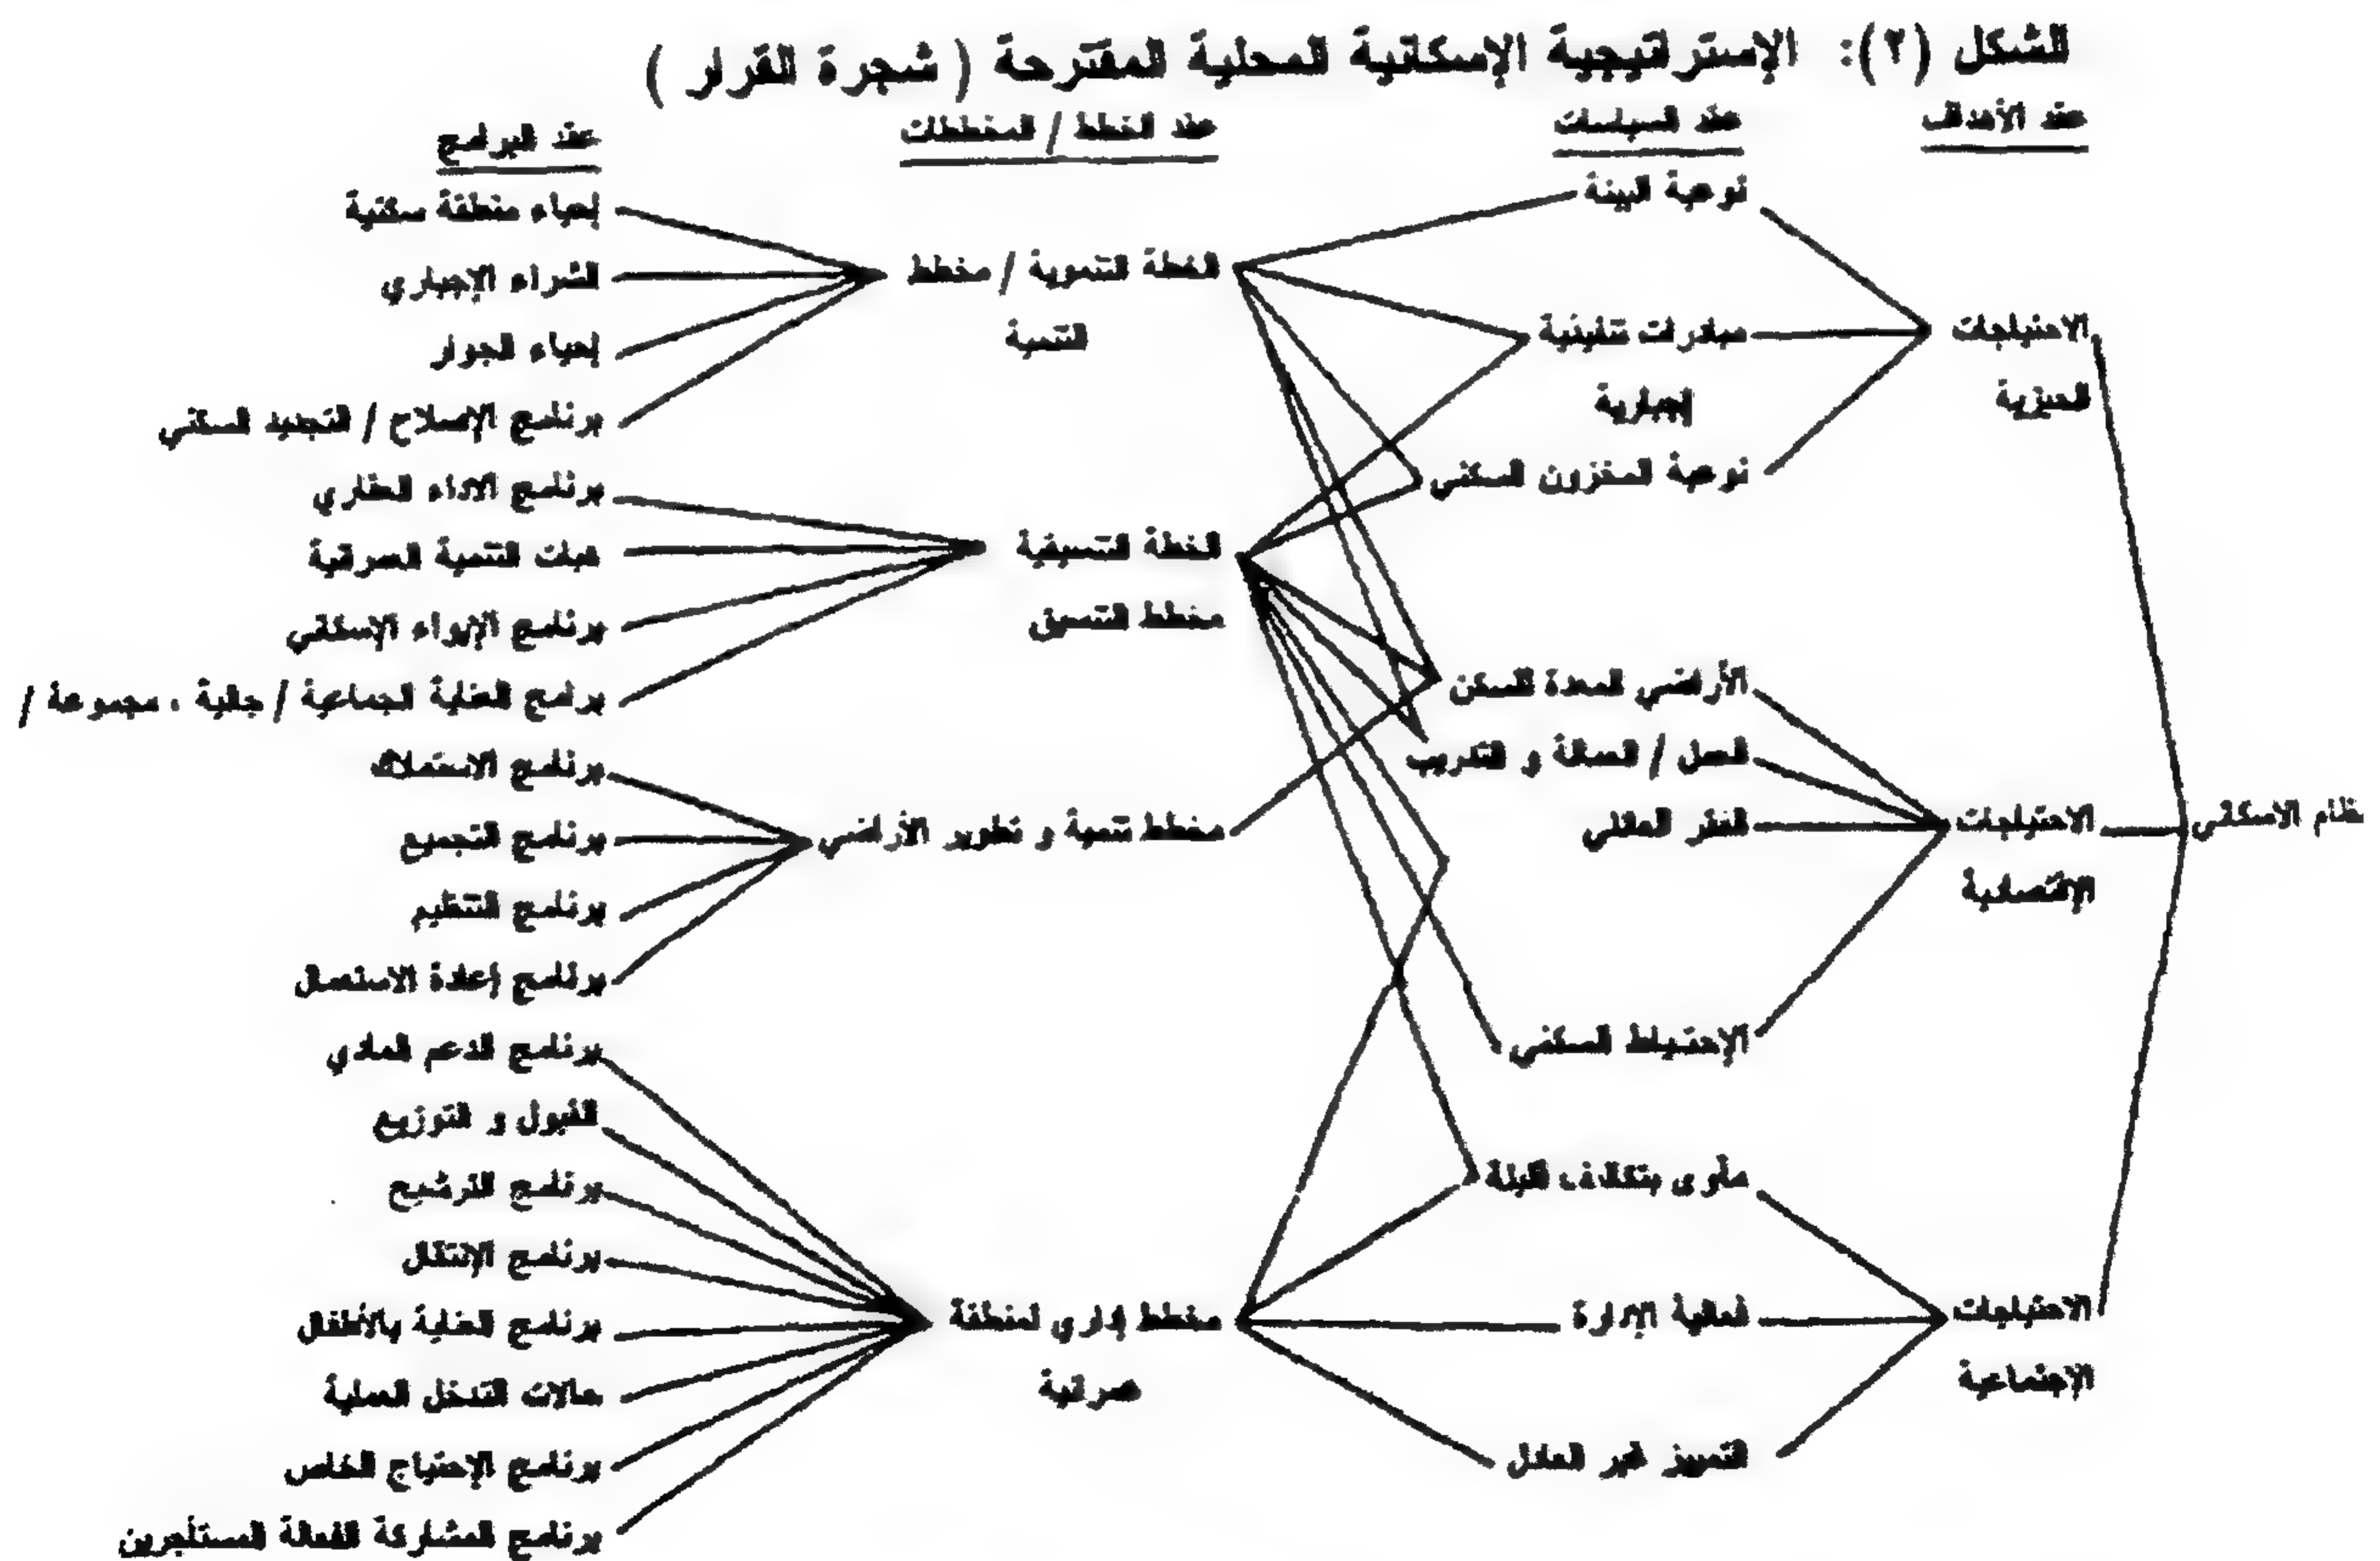 الشكل (٢): الإستراتيجية الإسكانية المحلية المقترحة ( شجرة القرار )
عقد الأهداف
عقد السياسات
عقد الخطط / المخططات
عقد البرامج
نظام الاسكاني
الاحتياجات
الحيزية
الاحتياجات
الإقتصادية
الاحتياجات
الإجتماعية
نوعية البيئة
مبادرات تنفيذية
إجبارية
نوعية المخزون السكني
الأراضي المعدة للسكن
العمل / العمالة و التدريب
الفقر العائلي
الإحتياط السكني
مأوى بتكاليف قليلة
فعالية الإدارة
التمييز غير العادل
الخطة التنموية / مخطط
التنمية
الخطة التنسيقية
مخطط التنسيق
مخطط تنمية و تطوير الأراضي
مخطط إداري لمنطقة
عمرانية
إحياء منطقة سكنية
الشراء الإجباري
إحياء الجوار
برنامج الإصلاح / التجديد السكني
برنامج الاداء العقاري
هبات التنمية العمرانية
برنامج الإيواء الإسكاني
برامج العناية الجماعية / جالية ، مجموعة /
برنامج الاستملاك
برنامج التجميع
برنامج التنظيم
برنامج إعادة الاستعمال
برنامج الدعم المادي
القبول و التوزيع
برنامج الترشيح
برنامج الإنتقال
برنامج العناية بالأطفال
حالات التدخل العملية
برنامج الإحتياج الخاص
برنامج المشاركة الفعالة المستأجرين